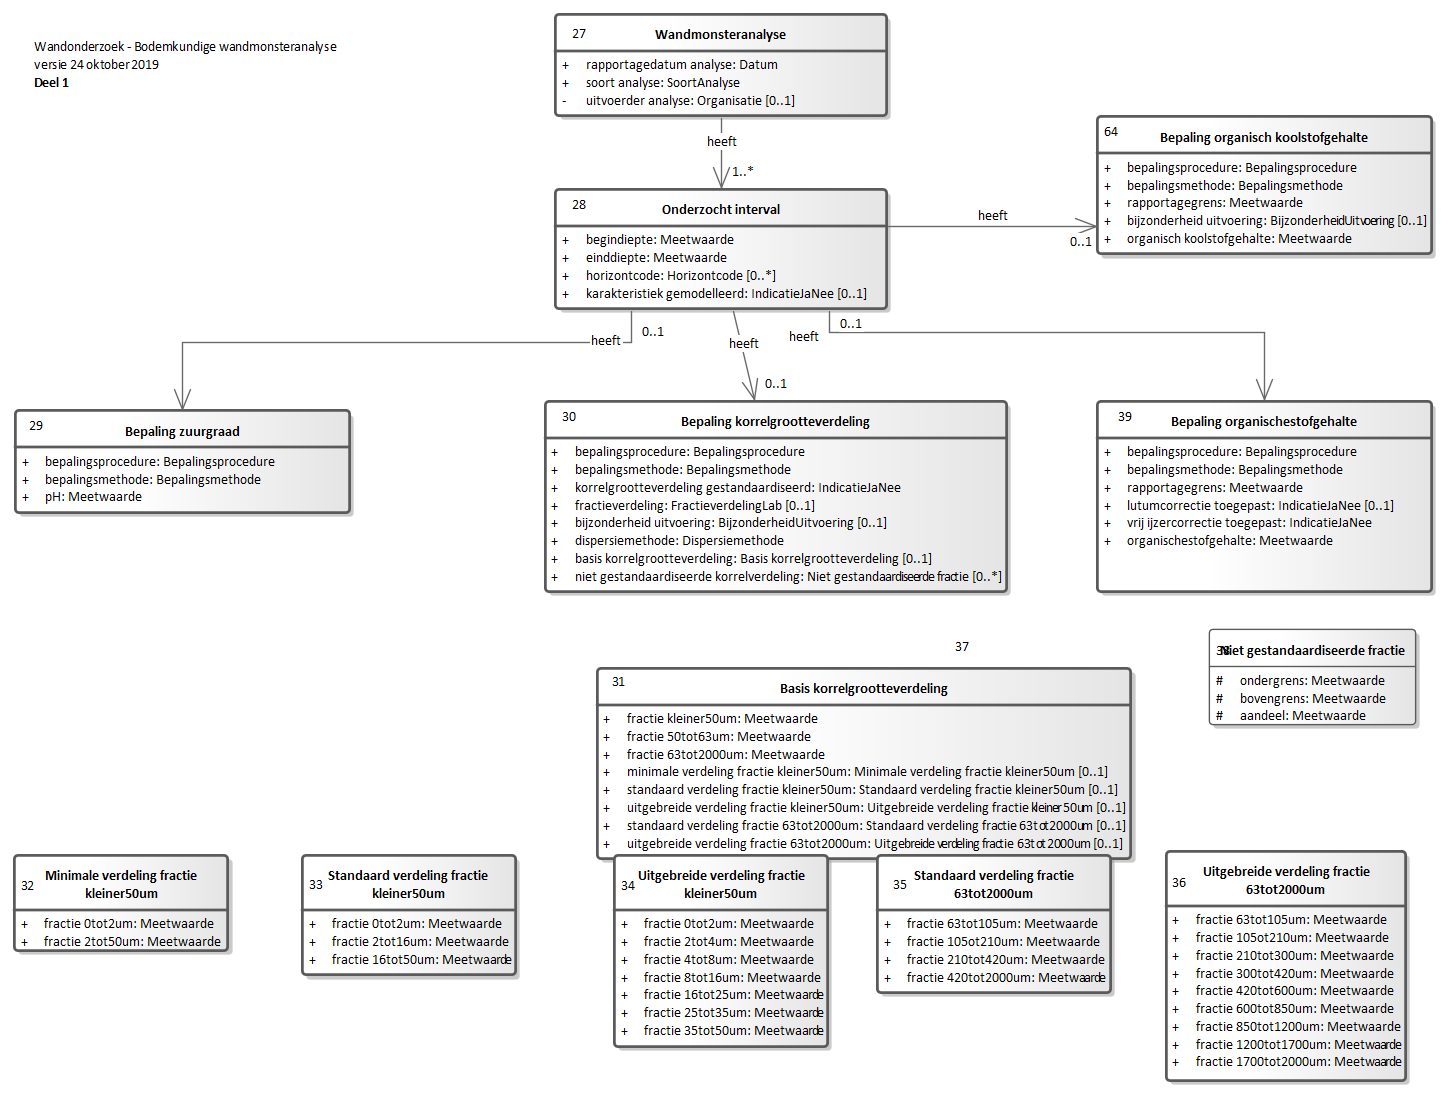 Wandonderzoek - Bodemkundige wandmonsteranalyse
versie 24 oktober 2019
Deel 1
27
Wandmonsteranalyse
+ rapportagedatum analyse: Datum
+ soort analyse: SoortAnalyse
- uitvoerder analyse: Organisatie [0..1]
heeft
1..*
64
Bepaling organisch koolstofgehalte
+ bepalingsprocedure: Bepalingsprocedure
+ bepalingsmethode: Bepalingsmethode
+ rapportagegrens: Meetwaarde
+ bijzonderheid uitvoering: BijzonderheidUitvoering [0..1]
+ organisch koolstofgehalte: Meetwaarde
28
Onderzocht interval
+ begindiepte: Meetwaarde
+ einddiepte: Meetwaarde
+ horizontcode: Horizontcode [0..*]
+ karakteristiek gemodelleerd: IndicatieJaNee [0..1]
heeft
0..1
heeft
0..1
heeft
0..1
heeft
0..1
29
Bepaling zuurgraad
+ bepalingsprocedure: Bepalingsprocedure
+ bepalingsmethode: Bepalingsmethode
+ pH: Meetwaarde
30
Bepaling korrelgrootteverdeling
+ bepalingsprocedure: Bepalingsprocedure
+ bepalingsmethode: Bepalingsmethode
+ korrelgrootteverdeling gestandaardiseerd: IndicatieJaNee
+ fractieverdeling: FractieverdelingLab [0..1]
+ bijzonderheid uitvoering: BijzonderheidUitvoering [0..1]
+ dispersiemethode: Dispersiemethode
+ basis korrelgrootteverdeling: Basis korrelgrootteverdeling [0..1]
+ niet gestandaardiseerde korrelverdeling: Niet gestandaardiseerde fractie [0..*]
39
Bepaling organischestofgehalte
+ bepalingsprocedure: Bepalingsprocedure
+ bepalingsmethode: Bepalingsmethode
+ rapportagegrens: Meetwaarde
+ lutumcorrectie toegepast: IndicatieJaNee [0..1]
+ vrij ijzercorrectie toegepast: IndicatieJaNee
+ organischestofgehalte: Meetwaarde
37
38
Niet gestandaardiseerde fractie
# ondergrens: Meetwaarde
# bovengrens: Meetwaarde
# aandeel: Meetwaarde
31
Basis korrelgrootteverdeling
+ fractie kleiner50um: Meetwaarde
+ fractie 50tot63um: Meetwaarde
+ fractie 63tot2000um: Meetwaarde
+ minimale verdeling fractie kleiner50um: Minimale verdeling fractie kleiner50um [0..1]
+ standaard verdeling fractie kleiner50um: Standaard verdeling fractie kleiner50um [0..1]
+ uitgebreide verdeling fractie kleiner50um: Uitgebreide verdeling fractie kleiner50um [0..1]
+ standaard verdeling fractie 63tot2000um: Standaard verdeling fractie 63tot2000um [0..1]
+ uitgebreide verdeling fractie 63tot2000um: Uitgebreide verdeling fractie 63tot2000um [0..1]
32
Minimale verdeling fractie
kleiner50um
+ fractie 0tot2um: Meetwaarde
+ fractie 2tot50um: Meetwaarde
33
Standaard verdeling fractie
kleiner50um
+ fractie 0tot2um: Meetwaarde
+ fractie 2tot16um: Meetwaarde
+ fractie 16tot50um: Meetwaarde
34
Uitgebreide verdeling fractie
kleiner50um
+ fractie 0tot2um: Meetwaarde
+ fractie 2tot4um: Meetwaarde
+ fractie 4tot8um: Meetwaarde
+ fractie 8tot16um: Meetwaarde
+ fractie 16tot25um: Meetwaarde
+ fractie 25tot35um: Meetwaarde
+ fractie 35tot50um: Meetwaarde
35
Standaard verdeling fractie
63tot2000um
+ fractie 63tot105um: Meetwaarde
+ fractie 105ot210um: Meetwaarde
+ fractie 210tot420um: Meetwaarde
+ fractie 420tot2000um: Meetwaarde
36
Uitgebreide verdeling fractie
63tot2000um
+ fractie 63tot105um: Meetwaarde
+ fractie 105ot210um: Meetwaarde
+ fractie 210tot300um: Meetwaarde
+ fractie 300tot420um: Meetwaarde
+ fractie 420tot600um: Meetwaarde
+ fractie 600tot850um: Meetwaarde
+ fractie 850tot1200um: Meetwaarde
+ fractie 1200tot1700um: Meetwaarde
+ fractie 1700tot2000um: Meetwaarde